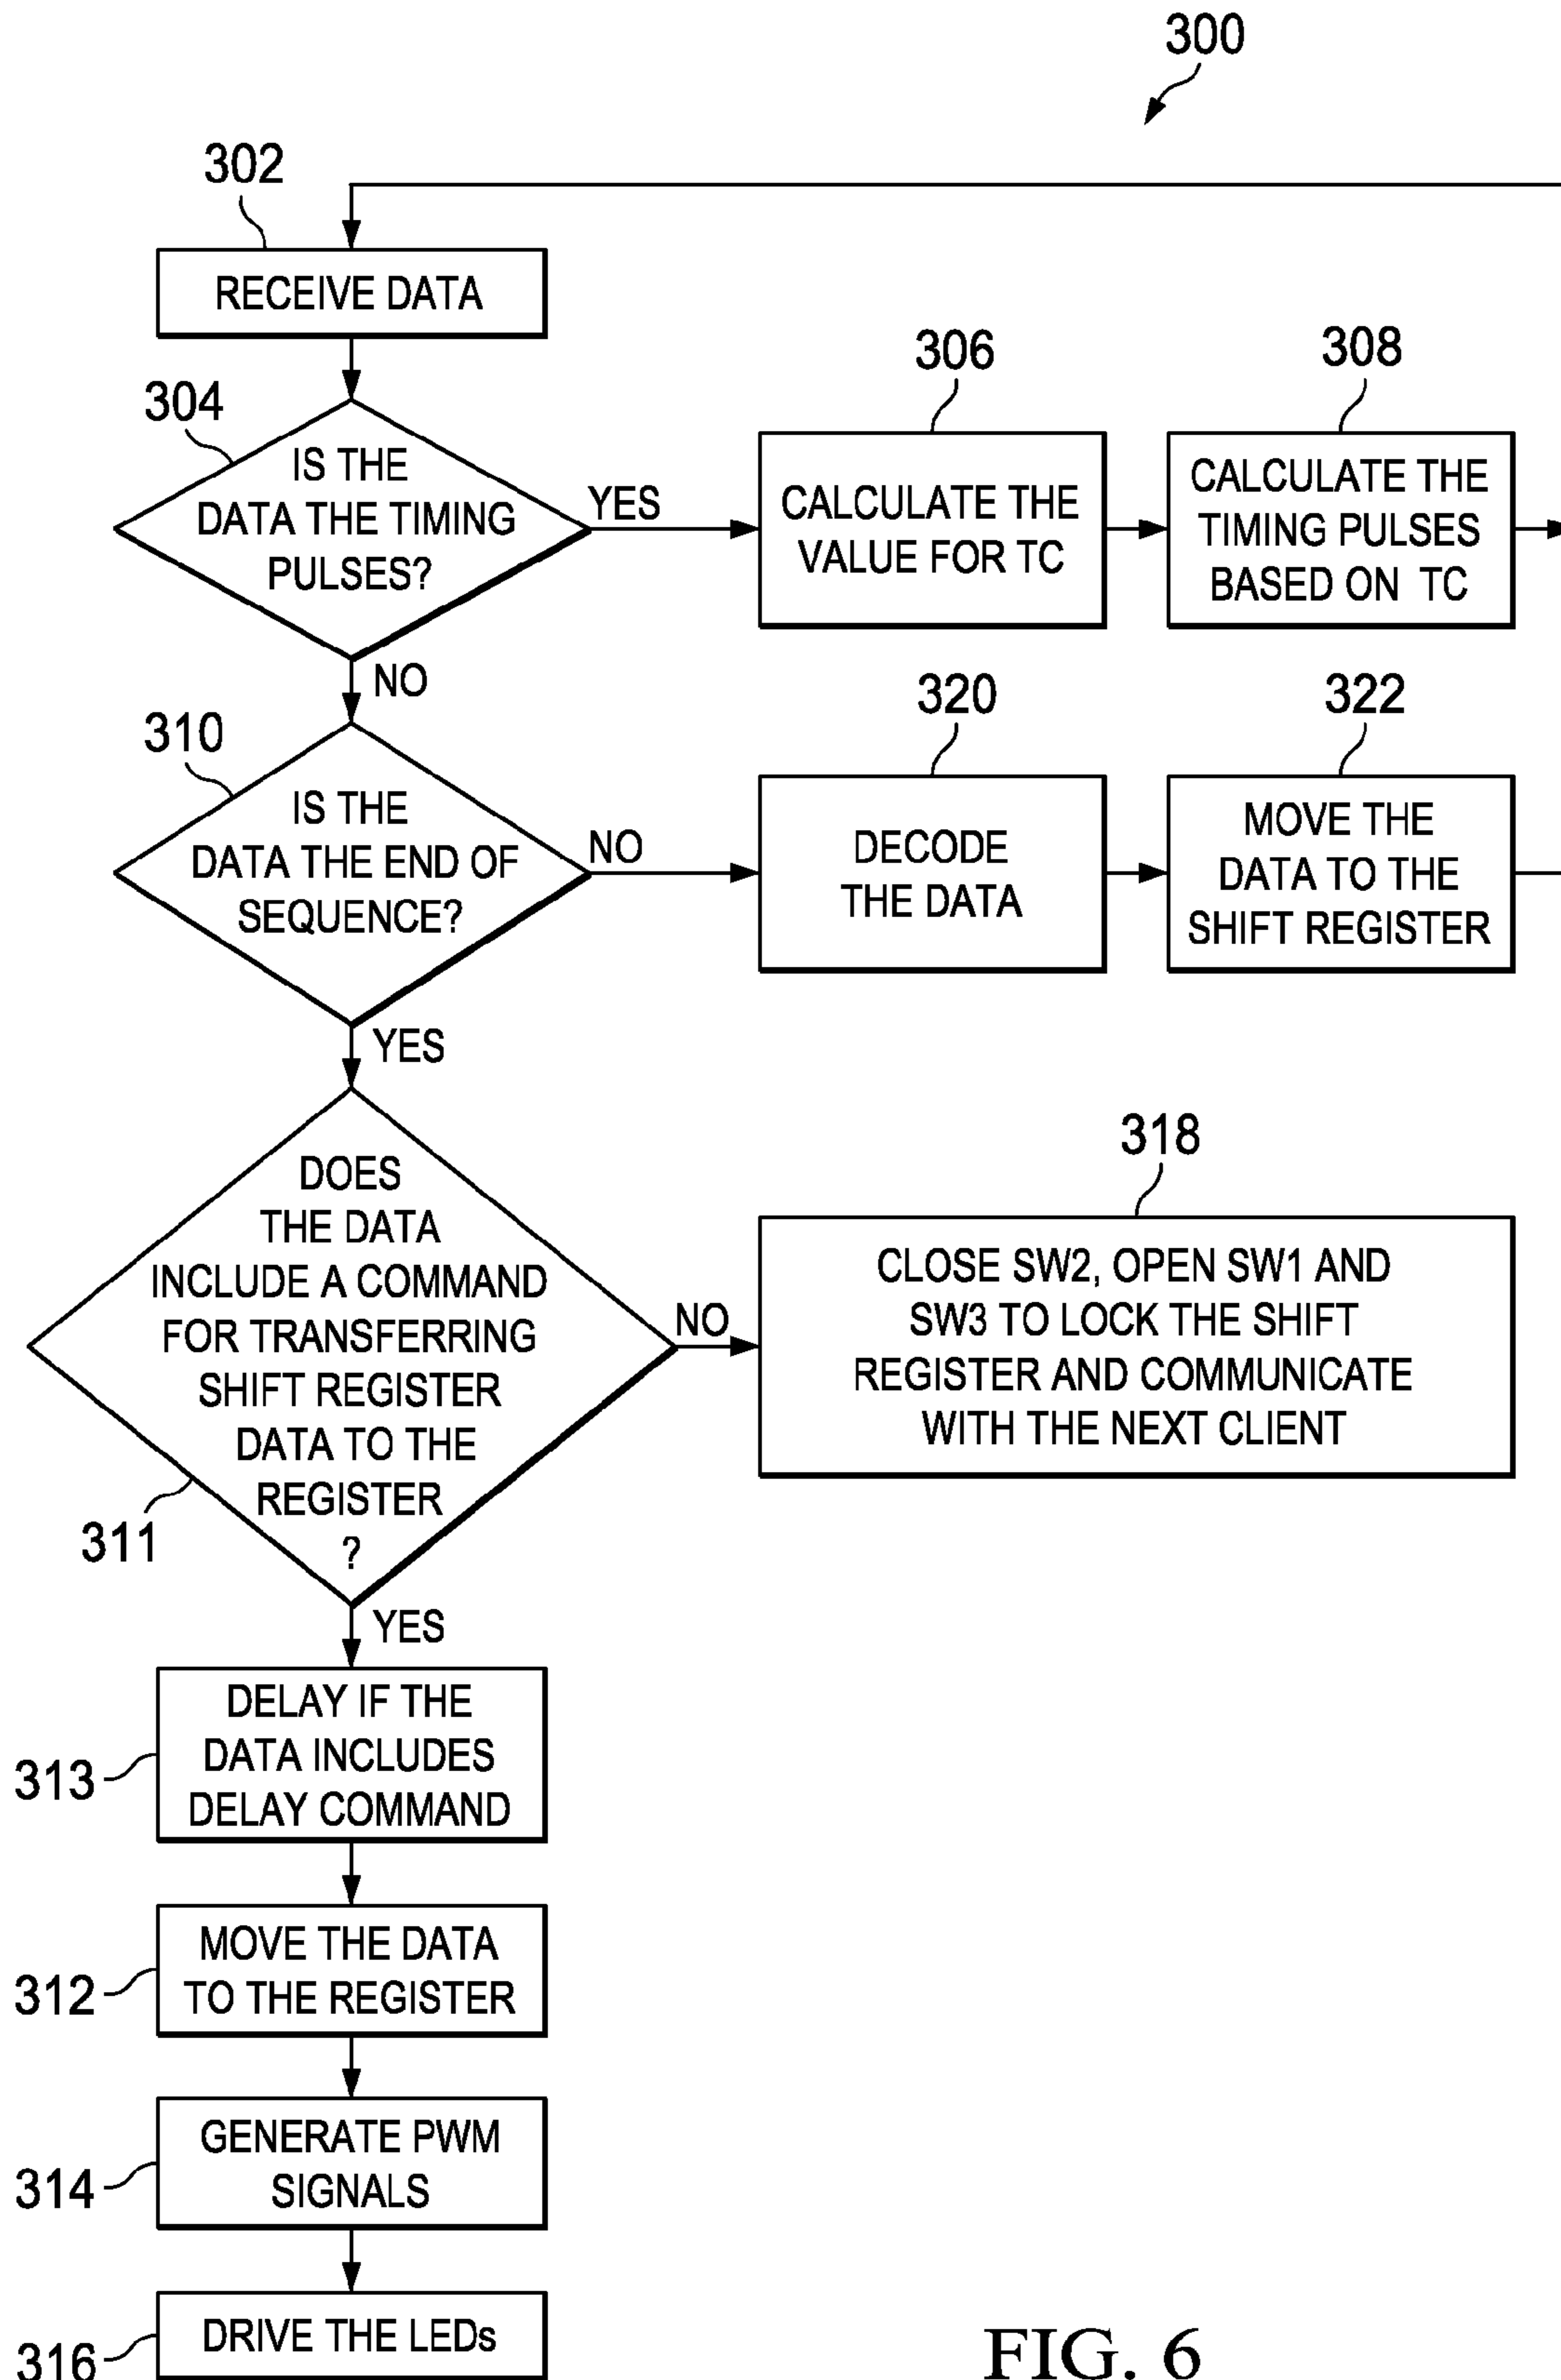 300
302
RECEIVE DATA
304
IS THE
DATA THE TIMING
PULSES?
YES
306
CALCULATE THE
VALUE FOR TC
308
CALCULATE THE
TIMING PULSES
BASED ON TC
NO
310
IS THE
DATA THE END OF
SEQUENCE?
NO
320
DECODE
THE DATA
322
MOVE THE
DATA TO THE
SHIFT REGISTER
YES
DOES
THE DATA
INCLUDE A COMMAND
FOR TRANSFERRING
SHIFT REGISTER
DATA TO THE
REGISTER
?
311
NO
318
CLOSE SW2, OPEN SW1 AND
SW3 TO LOCK THE SHIFT
REGISTER AND COMMUNICATE
WITH THE NEXT CLIENT
YES
313
DELAY IF THE
DATA INCLUDES
DELAY COMMAND
312
MOVE THE DATA
TO THE REGISTER
314
GENERATE PWM
SIGNALS
316
DRIVE THE LEDs
FIG. 6